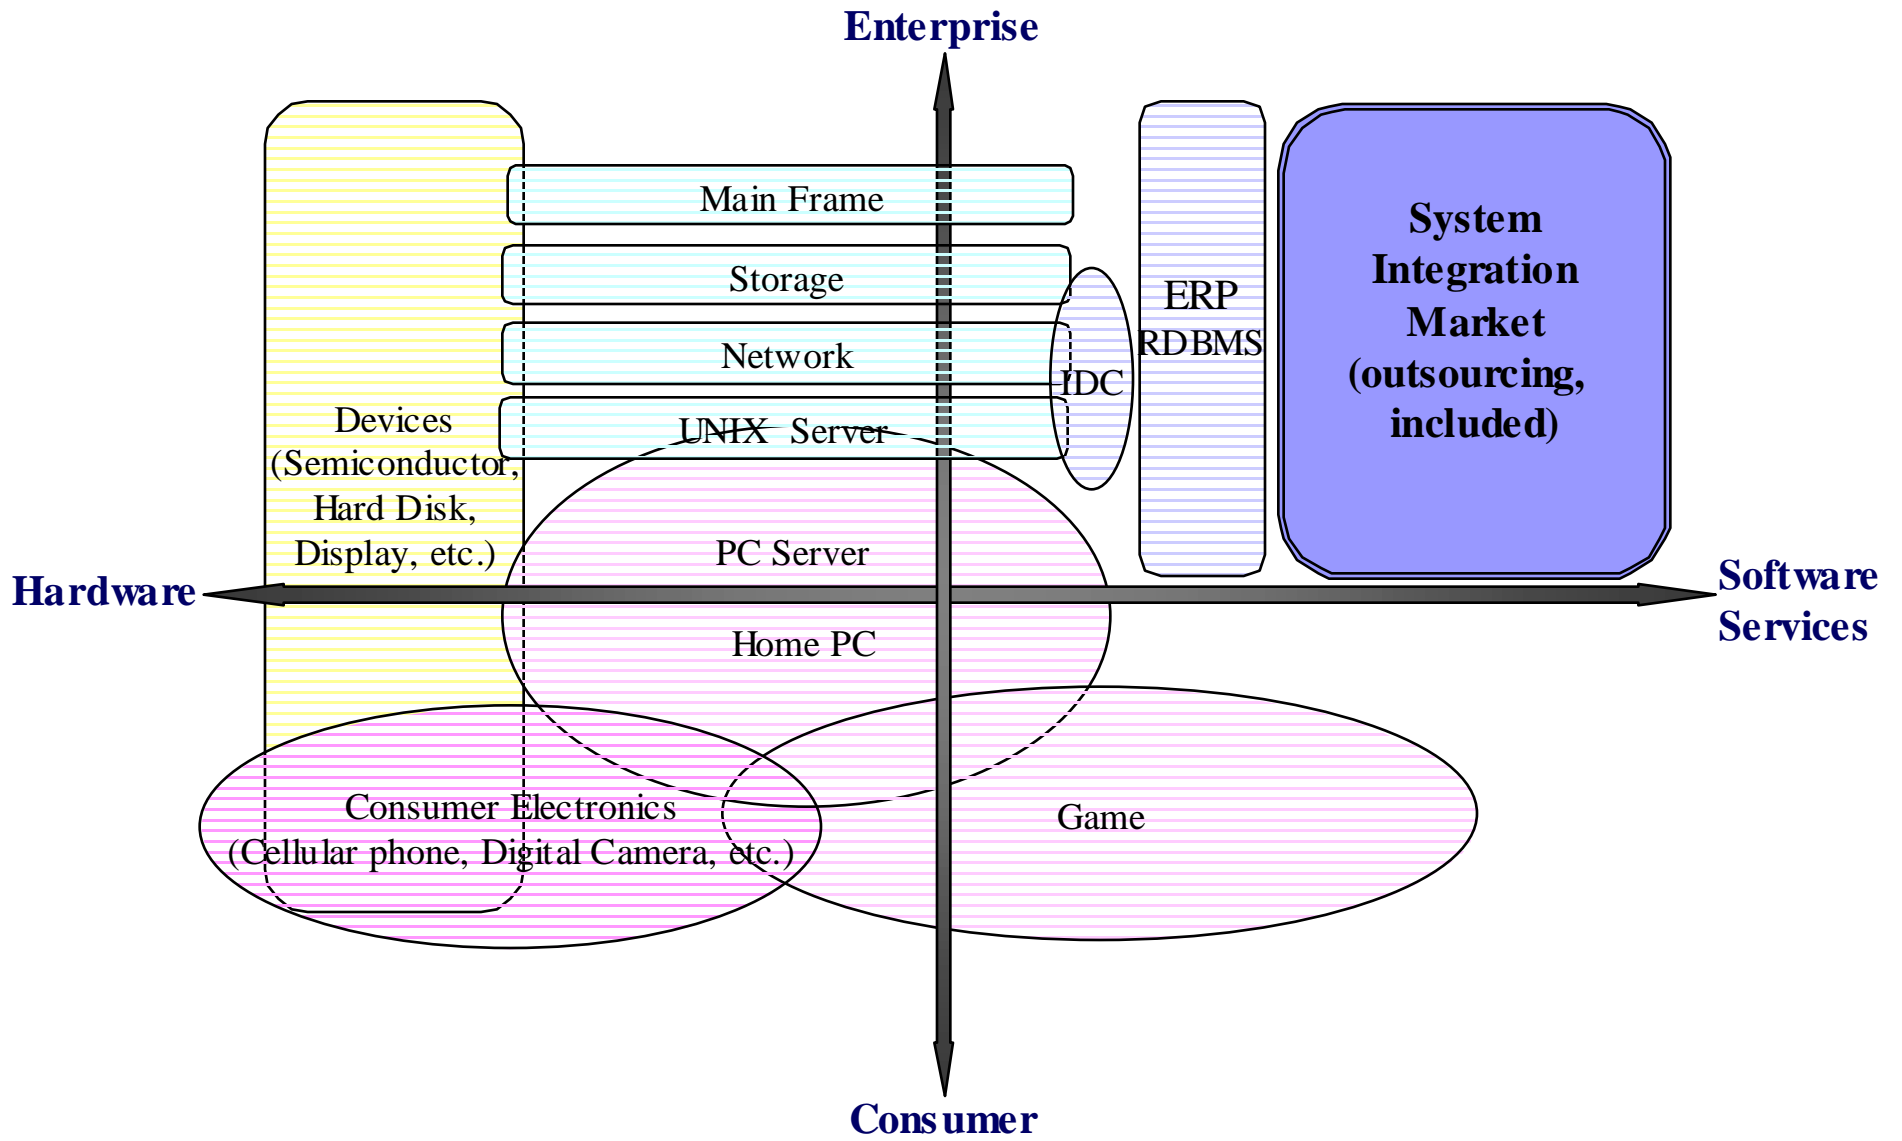 Enterprise
Main Frame
Storage
Network
UNIX Server
IDC
ERP
RDBMS
System
Integration
Market
(outsourcing,
included)
Devices
(Semiconductor,
Hard Disk,
Display, etc.)
PC Server
Hardware
Software
Services
Home PC
Consumer Electronics
(Cellular phone, Digital Camera, etc.)
Game
Consumer